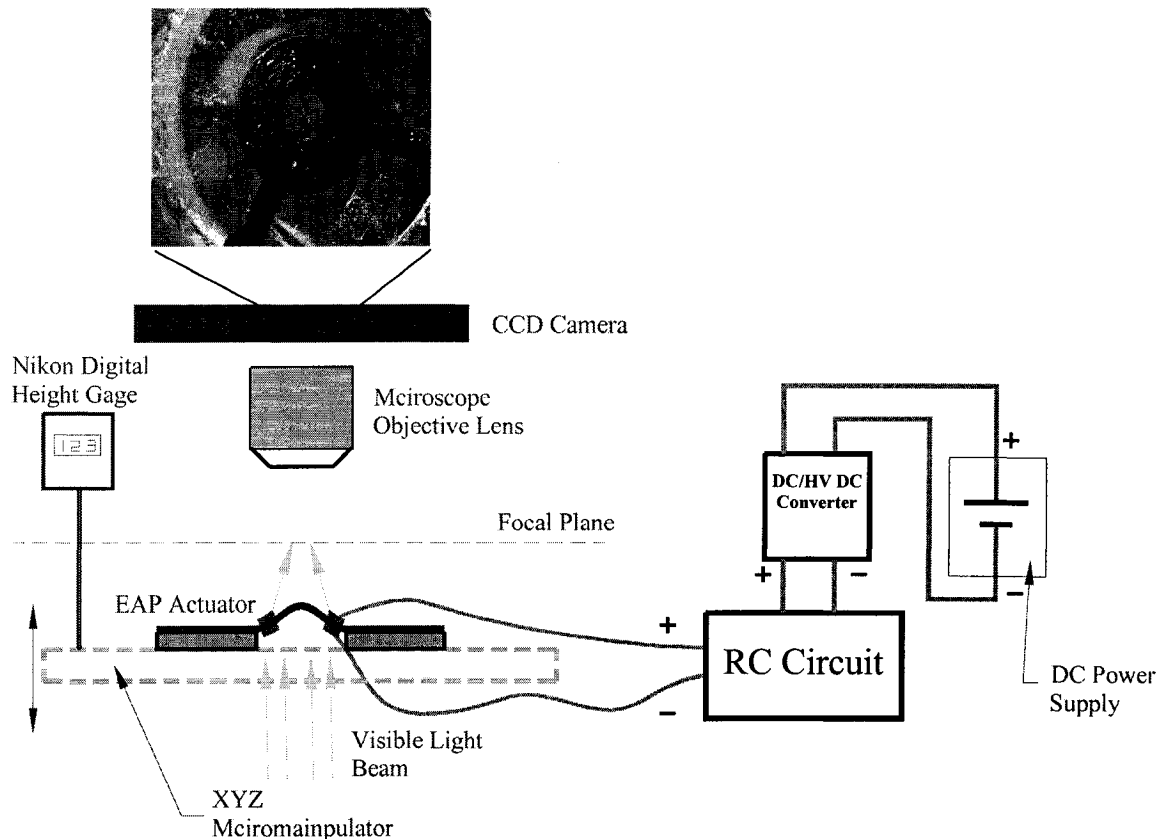 CCD Camera
Nikon Digital
Height Gage
123
Mciroscope
Objective Lens
+
DC/HV DC
Converter
Focal Plane
+
−
−
EAP Actuator
+
RC Circuit
−
DC Power
Supply
Visible Light
Beam
XYZ
Mciromainpulator